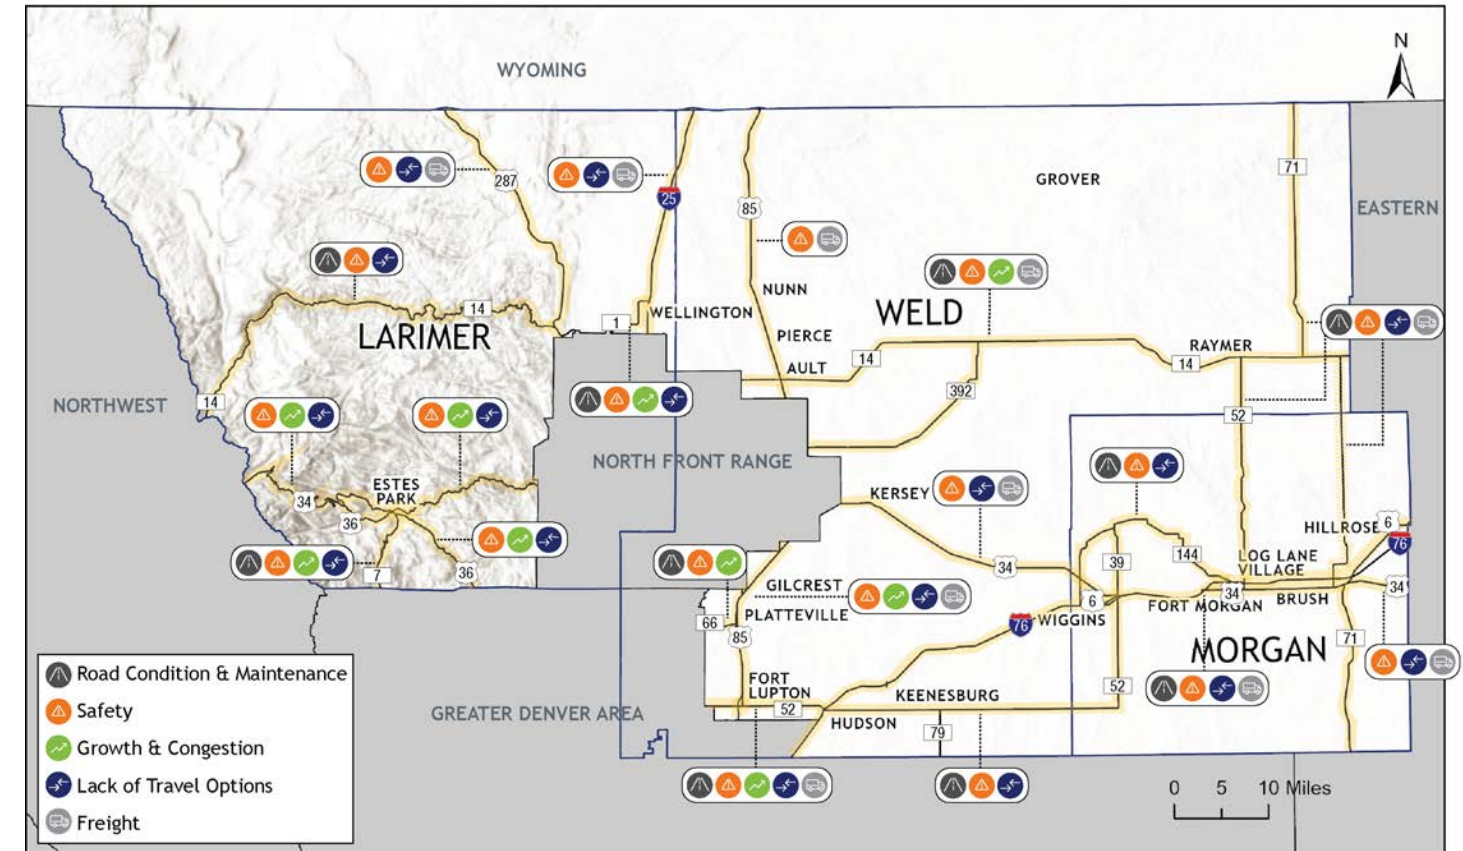 N
WYOMING
71
287
25
GROVER
85
EASTERN
NUNN
14
1
WELLINGTON
WELD
LARIMER
PIERCE
RAYMER
14
AULT
14
392
14
NORTHWEST
52
NORTH FRONT RANGE
ESTES
PARK
KERSEY
34
36
HILLROSE
6
76
39
144
LOG LANE
VILLAGE
34
7
36
GILCREST
34
34
BRUSH
6
FORT MORGAN
PLATTEVILLE
66
85
76
WIGGINS
71
MORGAN
FORT
LUPTON
52
KEENESBURG
52
GREATER DENVER AREA
HUDSON
79
Road Condition & Maintenance
Safety
Growth & Congestion
Lack of Travel Options
Freight
0 5 10 Miles